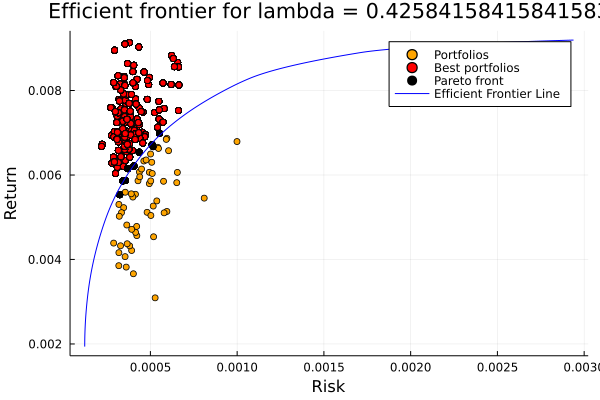 Efficient frontier for lambda = 0.4258415841584158
Portfolios
Best portfolios
Pareto front
Efficient Frontier Line
Return
0.008
0.006
0.004
0.002
0.0005
0.0010
0.0015
0.0020
0.0025
0.0030
Risk